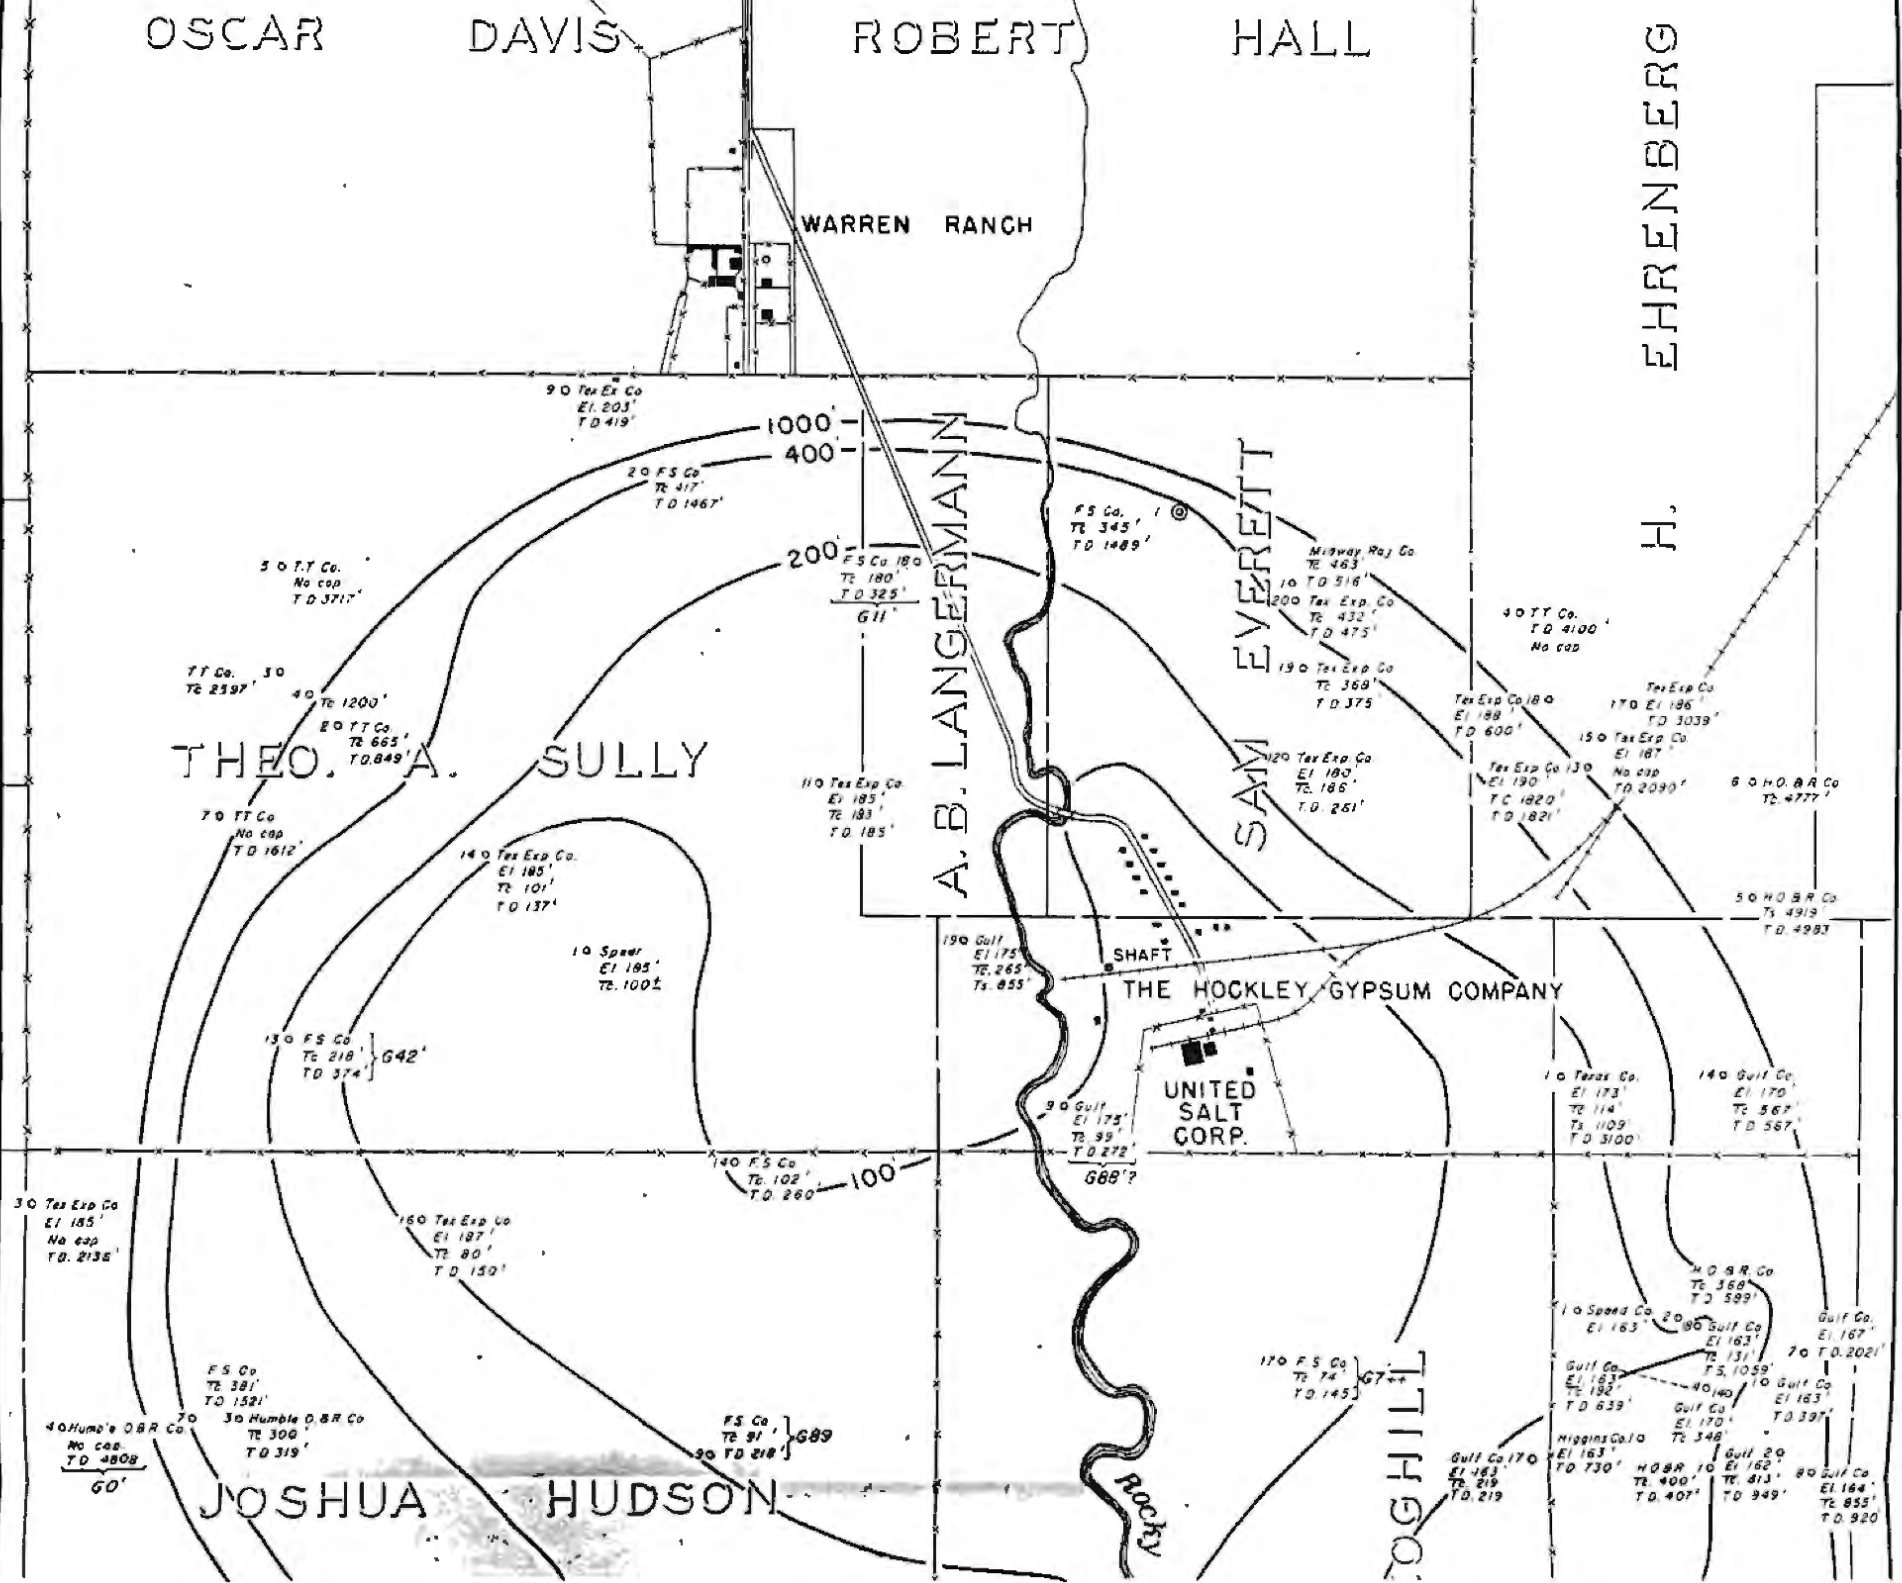 OSCAR DAVIS
ROBERT HALL
H. EHRENBERG
WARREN RANCH
9 Tex Ex Co
El. 203'
T D 419'
1000'
400'
200'
2 F S Co
Tc 417'
T D 1467'
F S Co. 1
Tc 345'
T D 1489'
F S Co 18
Tc 180'
T D 325'
G11'
A. B. LANGERMANN
SAM EVERETT
5 T.T Co.
No cap
T D 3717'
Midway Roy Co
Tc 463'
10 T D 516'
20 Tex Exp. Co
Tc 432'
T D 475'
4 T T Co.
T D 4100'
No cap
T T Co. 3
Tc 2597'
4 Tc 1200'
2 T T Co.
Tc 665'
T D. 849'
19 Tex Exp Co
Tc 368'
T D 375'
Tex Exp Co 18
El 188'
T D 600'
Tex Exp Co
17 El 186'
T D 3039'
15 Tex Exp Co.
El 187'
No cap
T D. 2090'
THEO. A. SULLY
11 Tex Exp Co.
El 185'
Tc 183'
T D 185'
12 Tex Exp Co.
El 180'
Tc. 186'
T D. 261'
Tex Exp Co. 13
El. 190'
T C 1820'
T D 1821'
6 H.O. & R Co
Tc. 4777'
7 T T Co
No cap
T D 1612'
14 Tex Exp Co.
El 185'
Tc 101'
T D 137'
5 H O & R Co
Ts 4919'
T D. 4983
1 Spear
El 185'
Tc. 100±
19 Gulf
El 175'
Tc. 265'
Ts. 855'
SHAFT
THE HOCKLEY GYPSUM COMPANY
13 F S Co
Tc 218'
T D 374'
G42'
UNITED
SALT
CORP.
9 Gulf
El 175'
Tc 99'
T D 272'
G88'?
1 Texas Co.
El 173'
Tc 114'
Ts 1109'
T D 3100'
14 Gulf Co.
El 170'
Tc 567'
T D 567'
14 F S Co
Tc. 102'
T D. 260
100'
3 Tex Exp Co
El 185'
No cap
T D. 2136'
16 Tex Exp Co
El 187'
Tc 80'
T D 150'
H O & R. Co
Tc 368'
T D 589'
1 Speed Co. 2
El 163'
8 Gulf Co
El 163'
Tc 131'
T S. 1059'
Gulf Co.
El. 167'
7 T D. 2021'
17 F S Co
Tc 74'
T D 145'
G7++
Gulf Co
El 163
Tc 192'
T D 639'
4 14
Gulf Co
El. 170'
Tc 348'
1 Gulf Co
El 163'
T D 397'
F S Co
Tc 381'
T D 1521'
7
3 Humble O. & R Co
Tc 300'
T D 319'
4 Humble O & R Co.
No cap.
T D 4808
G0'
F S Co
Tc 91'
9 T D 218'
G89
Higgins Co. 1
El 163'
T D 730'
Gulf Co 17
El 163'
Tc. 219
T D. 219
H O & R 1
Tc. 400'
T D. 407'
Gulf 2
El 162'
Tc. 813'
T D 949'
8 Gulf Co.
El. 164'
Tc 855'
T D. 920
JOSHUA HUDSON
Rocky
OGHILL